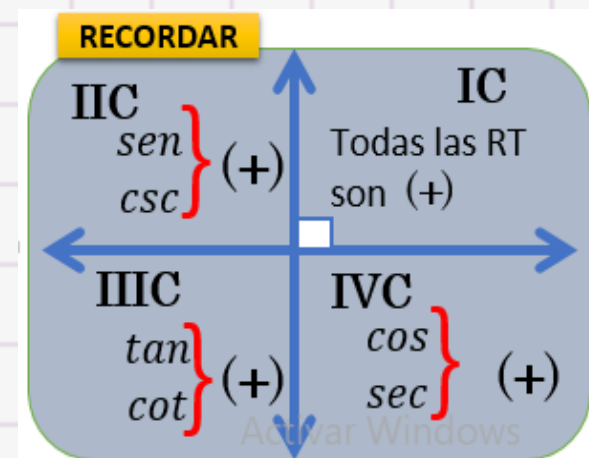 RECORDAR
IIC
sen
csc
(+)
IC
Todas las RT
son (+)
IIIC
tan
cot
(+)
IVC
cos
sec
(+)
Activar Windows